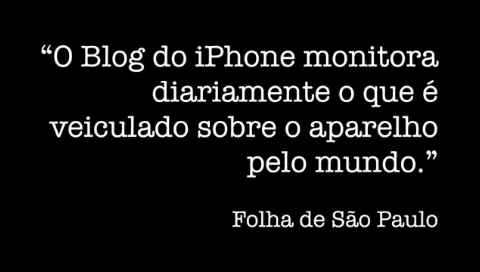 “O Blog do iPhone monitora
diariamente o que é
veiculado sobre o aparelho
pelo mundo.”
Folha de São Paulo